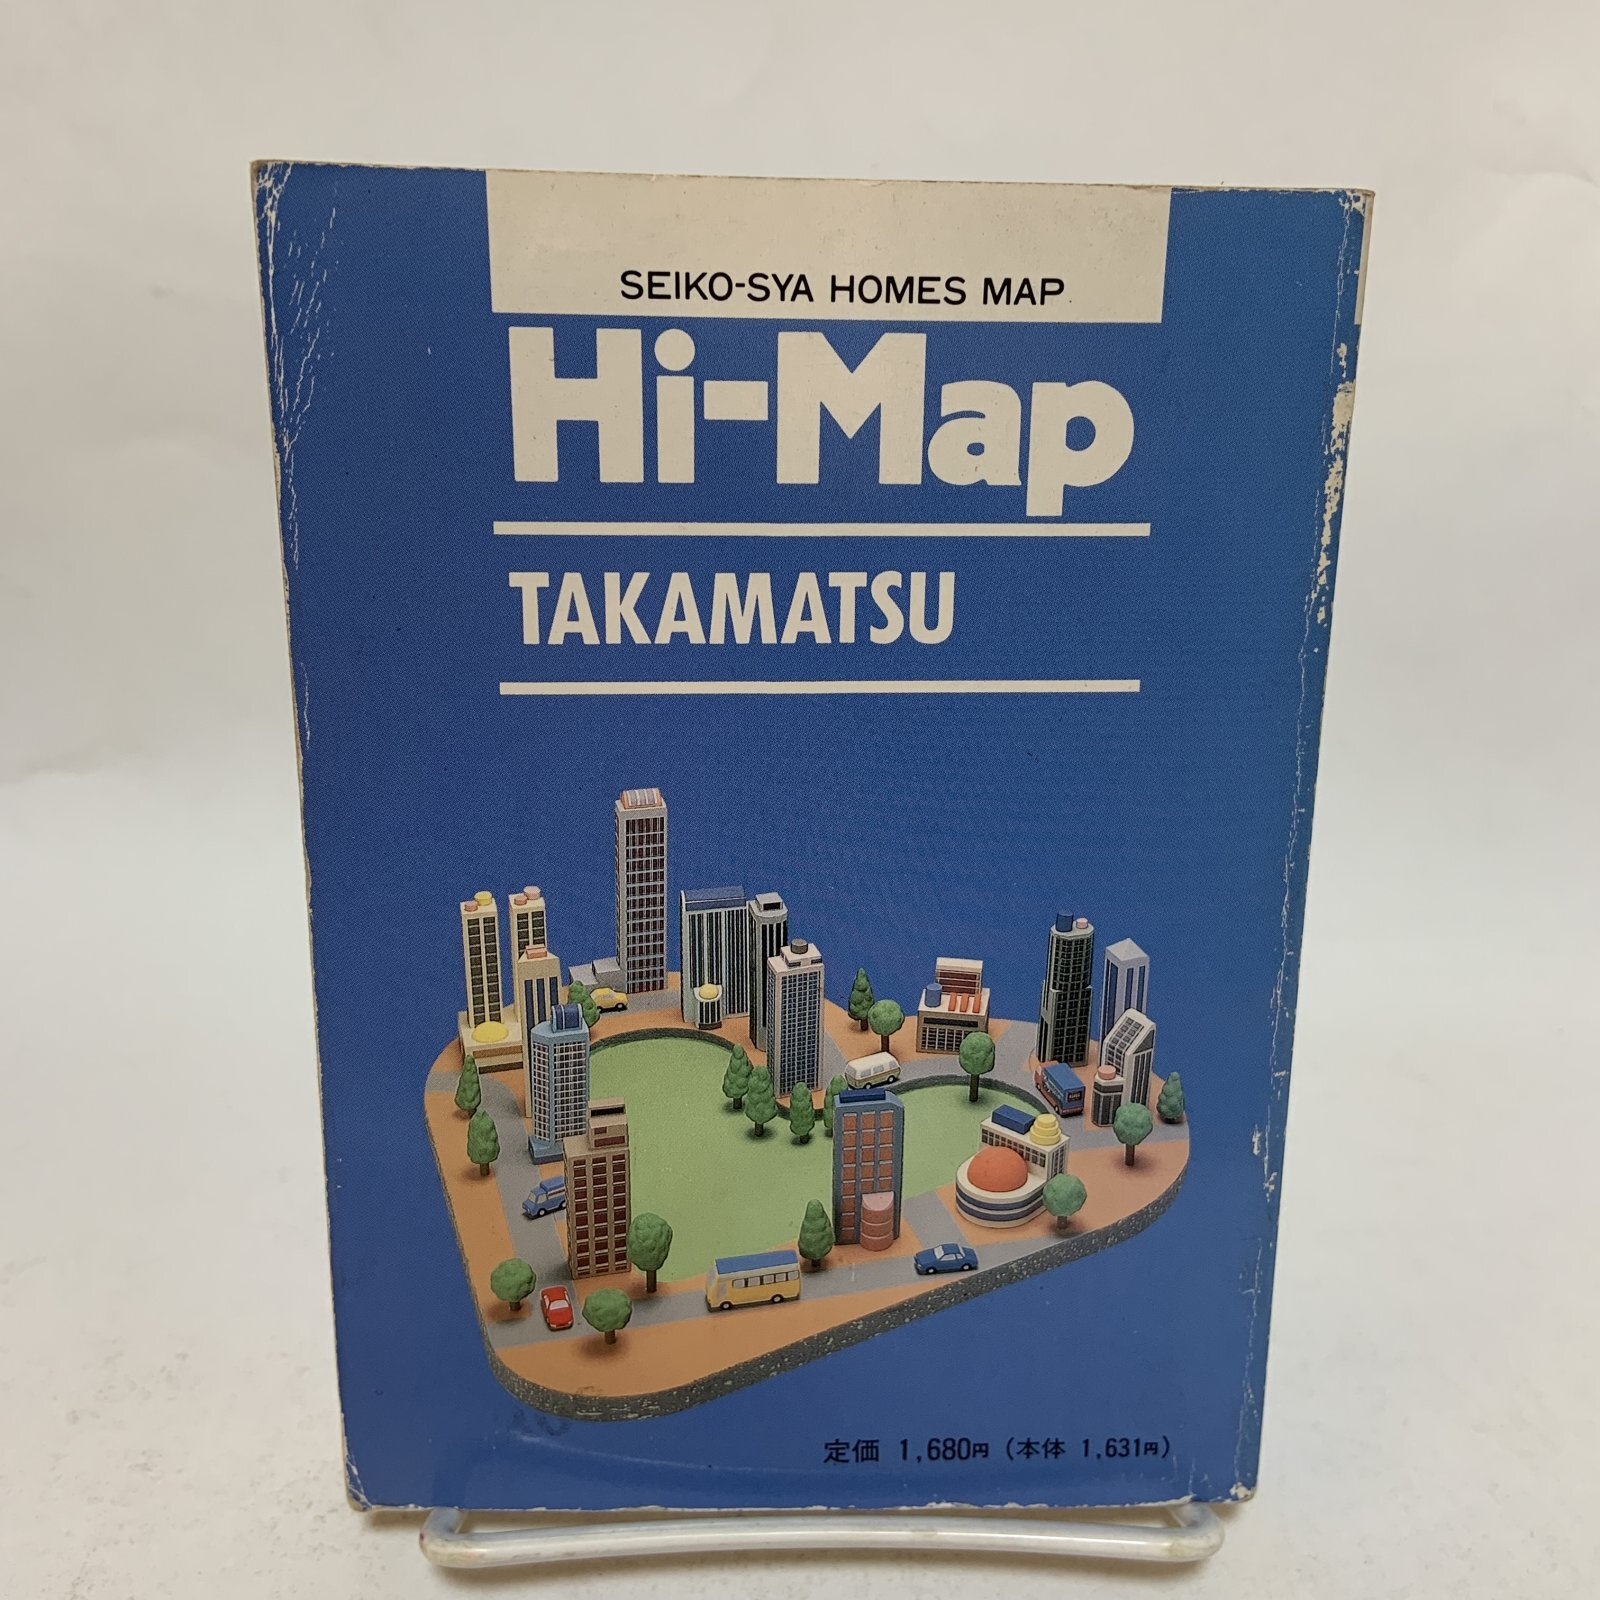 SEIKO-SYA HOMES MAP
Hi-Map
TAKAMATSU
定価 1,680円 (本体 1,631円)